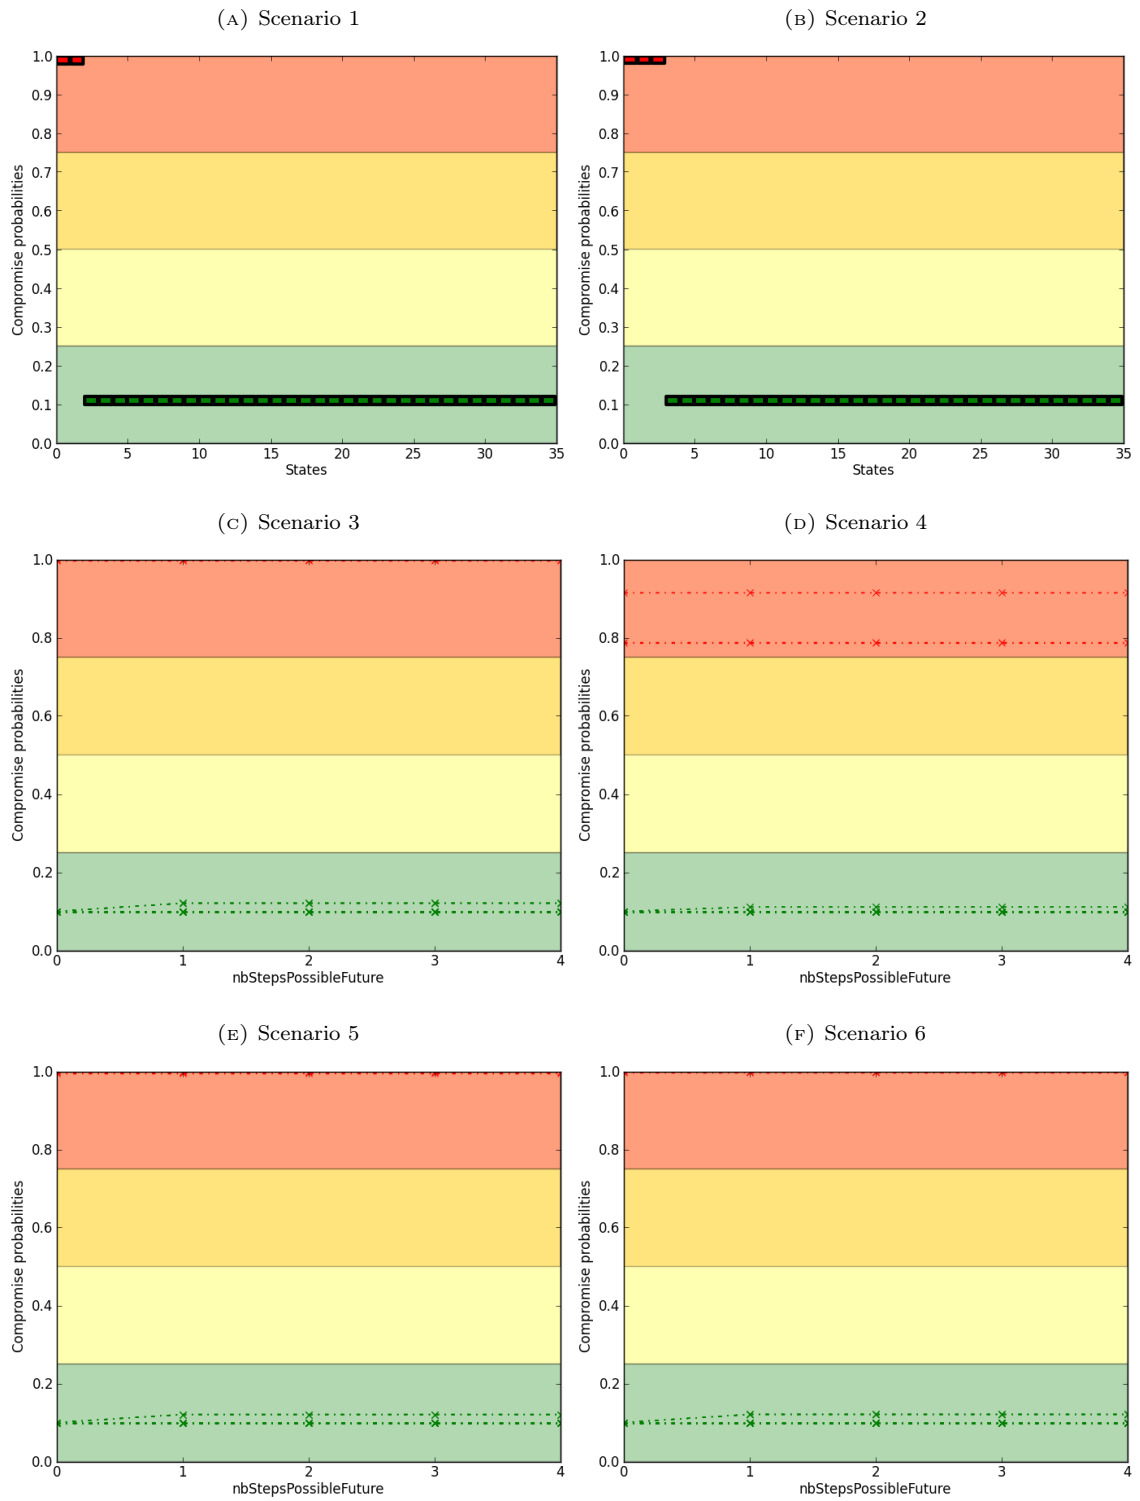 (A) Scenario 1
(B) Scenario 2
1.0
0.9
0.8
0.7
0.6
0.5
0.4
0.3
0.2
0.1
0.0
Compromise probabilities
0 5 10 15 20 25 30 35
States
1.0
0.9
0.8
0.7
0.6
0.5
0.4
0.3
0.2
0.1
0.0
Compromise probabilities
0 5 10 15 20 25 30 35
States
(C) Scenario 3
(D) Scenario 4
1.0
0.8
0.6
0.4
0.2
0.0
Compromise probabilities
0 1 2 3 4
nbStepsPossibleFuture
1.0
0.8
0.6
0.4
0.2
0.0
Compromise probabilities
0 1 2 3 4
nbStepsPossibleFuture
(E) Scenario 5
(F) Scenario 6
1.0
0.8
0.6
0.4
0.2
0.0
Compromise probabilities
0 1 2 3 4
nbStepsPossibleFuture
1.0
0.8
0.6
0.4
0.2
0.0
Compromise probabilities
0 1 2 3 4
nbStepsPossibleFuture